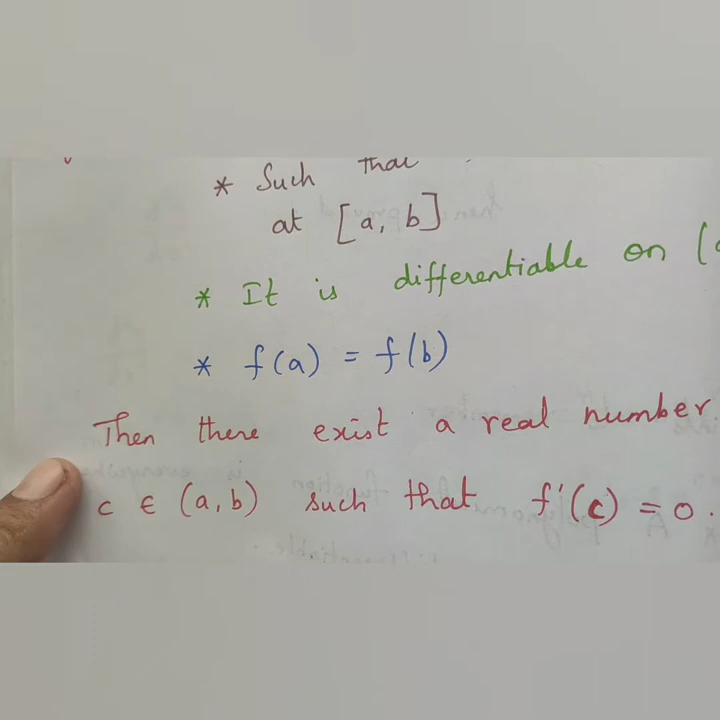 * Such that
at [a, b]
* It is differentiable on (
* f(a) = f(b)
Then there exist a real number
c ∈ (a, b) such that f'(c) = 0.